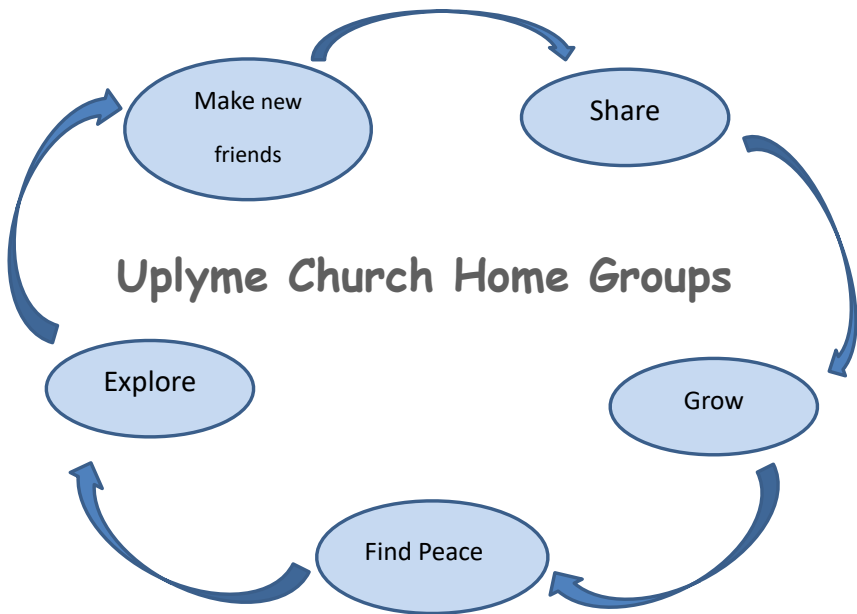 Make new
friends
Share
Uplyme Church Home Groups
Explore
Grow
Find Peace